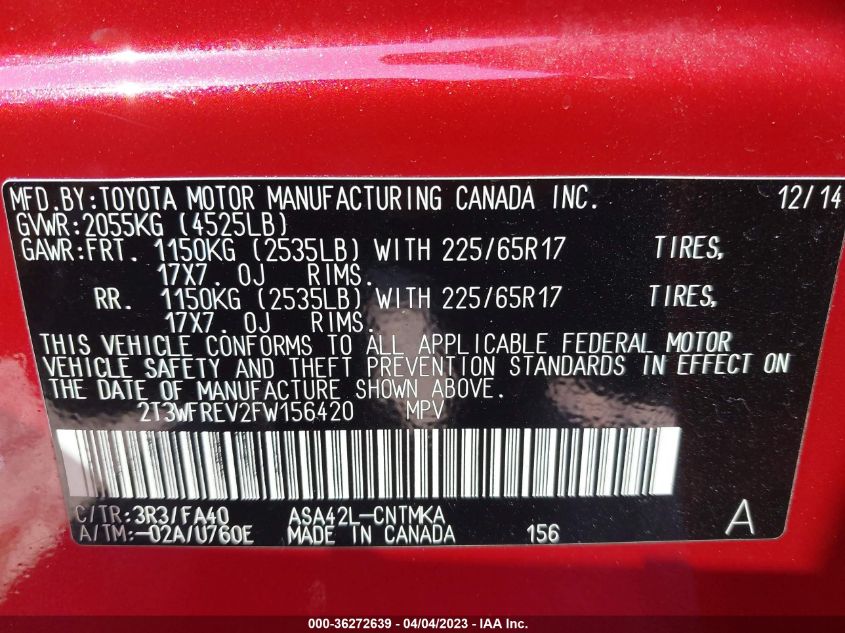 MFD.BY:TOYOTA MOTOR MANUFACTURING CANADA INC. 12/14
GVWR:2055KG (4525LB)
GAWR:FRT. 1150KG (2535LB) WITH 225/65R17 TIRES,
17X7. 0J RIMS.
RR. 1150KG (2535LB) WITH 225/65R17 TIRES,
17X7. 0J RIMS.
THIS VEHICLE CONFORMS TO ALL APPLICABLE FEDERAL MOTOR
VEHICLE SAFETY AND THEFT PREVENTION STANDARDS IN EFFECT ON
THE DATE OF MANUFACTURE SHOWN ABOVE.
2T3WFREV2FW156420 MPV
C/TR:3R3/FA40 ASA42L-CNTMKA
A/TM:-02A/U760E MADE IN CANADA 156 A
000-36272639 - 04/04/2023 - IAA Inc.